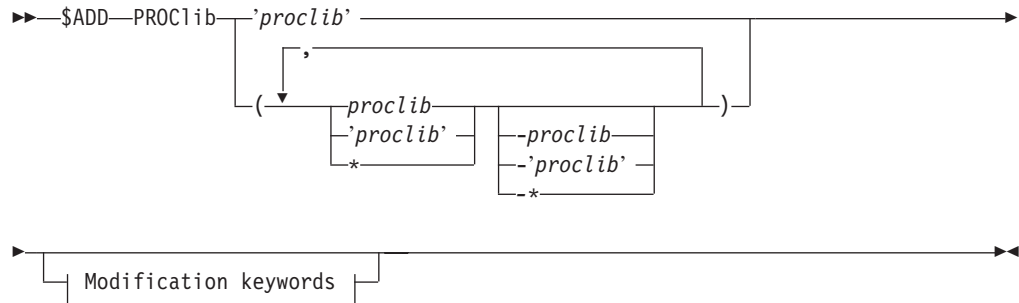 $ADD PROClib 'proclib'
,
( proclib -proclib )
'proclib' -'proclib'
* -*
Modification keywords